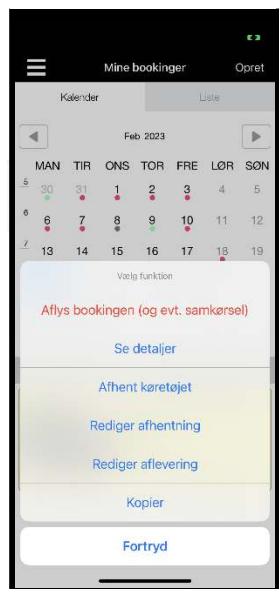 Mine bookinger Opret
Kalender Liste
Feb 2023
MAN TIR ONS TOR FRE LØR SØN
5 30 31 1 2 3 4 5
6 6 7 8 9 10 11 12
7 13 14 15 16 17 18 19
Vælg funktion
Aflys bookingen (og evt. samkørsel)
Se detaljer
Afhent køretøjet
Rediger afhentning
Rediger aflevering
Kopier
Fortryd